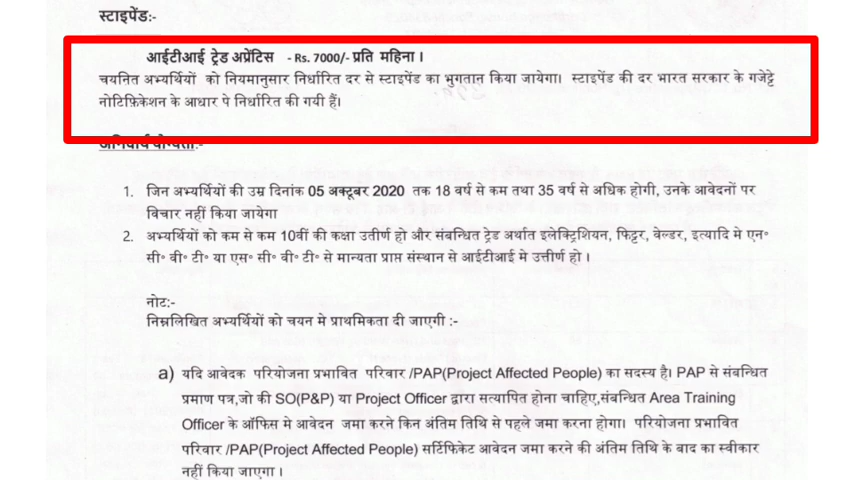 स्टाइपेंड:-
आईटीआई ट्रेड अप्रेंटिस - Rs. 7000/- प्रति महिना ।
चयनित अभ्यर्थियों को नियमानुसार निर्धारित दर से स्टाइपेंड का भुगतान किया जायेगा। स्टाइपेंड की दर भारत सरकार के गजेट्टे
नोटिफ़िकेशन के आधार पे निर्धारित की गयी हैं।
अनिवार्य योग्यता:-
1. जिन अभ्यर्थियों की उम्र दिनांक 05 अक्टूबर 2020 तक 18 वर्ष से कम तथा 35 वर्ष से अधिक होगी, उनके आवेदनों पर
विचार नहीं किया जायेगा
2. अभ्यर्थियों को कम से कम 10वीं की कक्षा उतीर्ण हो और संबन्धित ट्रेड अर्थात इलेक्ट्रिशियन, फिट्टर, वेल्डर, इत्यादि मे एन॰
सी॰ वी॰ टी॰ या एस॰ सी॰ वी॰ टी॰ से मान्यता प्राप्त संस्थान से आईटीआई मे उत्तीर्ण हो ।
नोट:-
निम्नलिखित अभ्यर्थियों को चयन मे प्राथमिकता दी जाएगी :-
a) यदि आवेदक परियोजना प्रभावित परिवार /PAP(Project Affected People) का सदस्य है। PAP से संबन्धित
प्रमाण पत्र,जो की SO(P&P) या Project Officer द्वारा सत्यापित होना चाहिए,संबन्धित Area Training
Officer के ऑफिस मे आवेदन जमा करने किन अंतिम तिथि से पहले जमा करना होगा। परियोजना प्रभावित
परिवार /PAP(Project Affected People) सर्टिफिकेट आवेदन जमा करने की अंतिम तिथि के बाद का स्वीकार
नहीं किया जाएगा ।